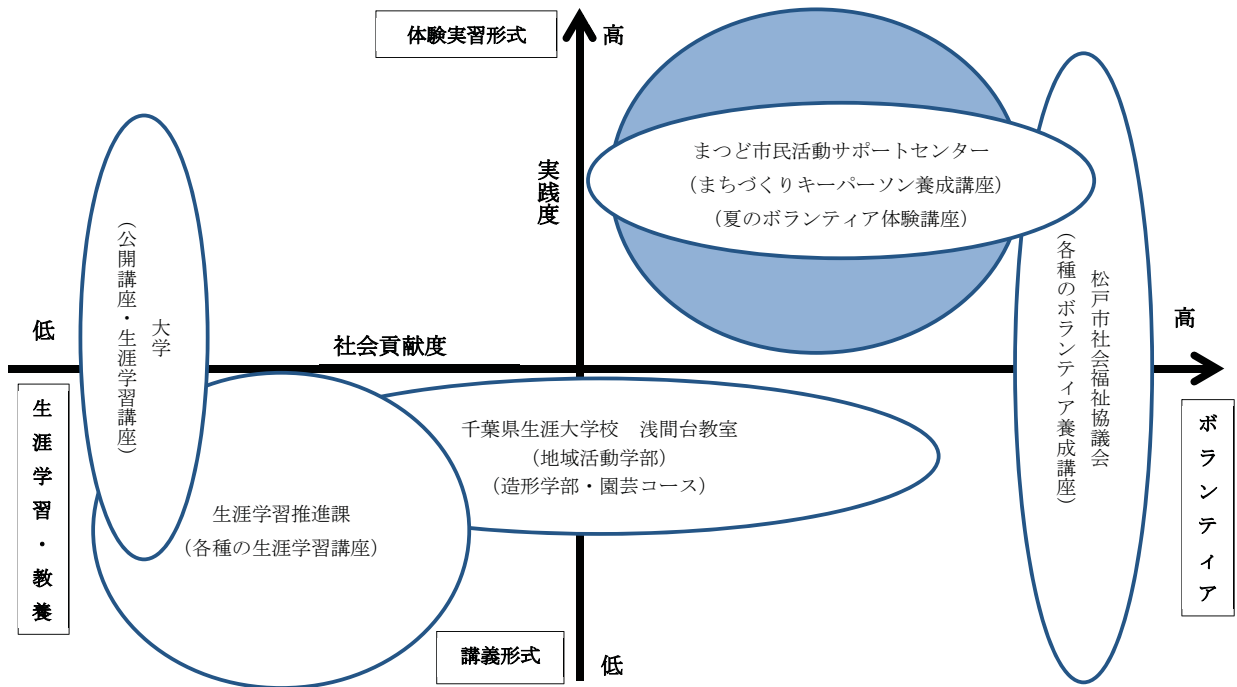 体験実習形式
高
実践度
まつど市民活動サポートセンター
（まちづくりキーパーソン養成講座）
（夏のボランティア体験講座）
大学
（公開講座・生涯学習講座）
松戸市社会福祉協議会
（各種のボランティア養成講座）
低
社会貢献度
高
生涯学習・教養
ボランティア
千葉県生涯大学校　浅間台教室
（地域活動学部）
（造形学部・園芸コース）
生涯学習推進課
（各種の生涯学習講座）
講義形式
低